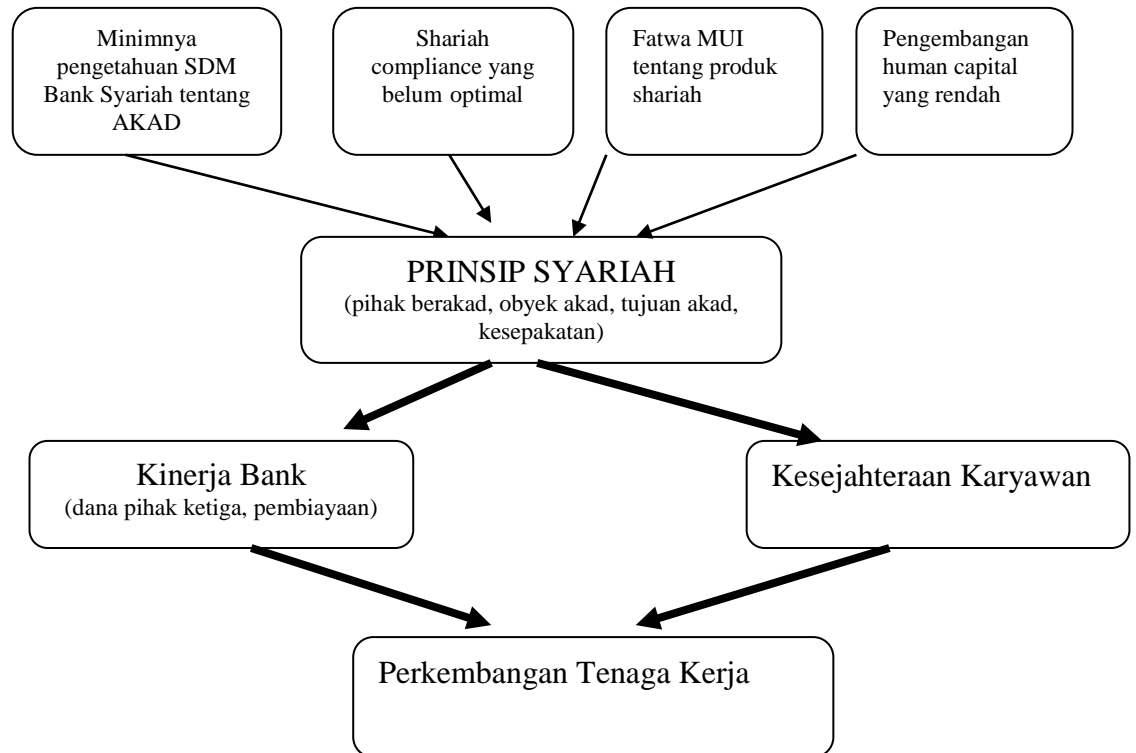 Minimnya
pengetahuan SDM
Bank Syariah tentang
AKAD
Shariah
compliance yang
belum optimal
Fatwa MUI
tentang produk
shariah
Pengembangan
human capital
yang rendah
PRINSIP SYARIAH
(pihak berakad, obyek akad, tujuan akad,
kesepakatan)
Kinerja Bank
(dana pihak ketiga, pembiayaan)
Kesejahteraan Karyawan
Perkembangan Tenaga Kerja